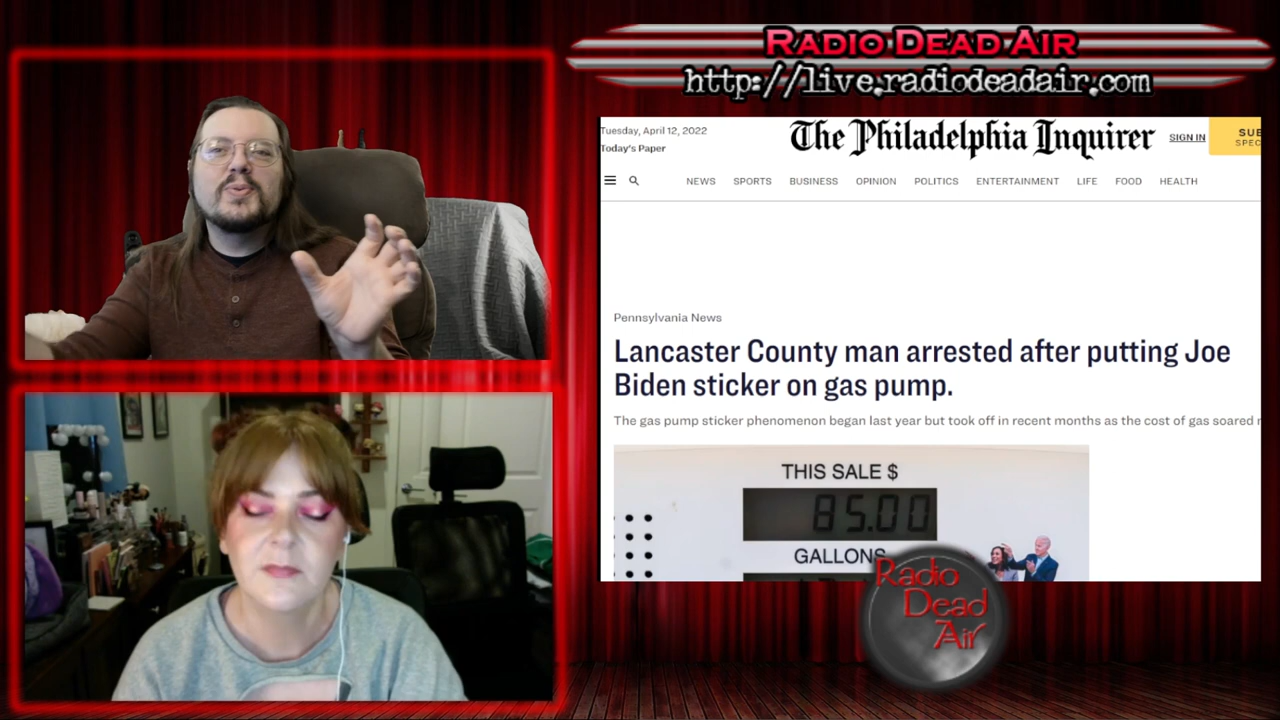 RADIO DEAD AIR
http://live.radiodeadair.com
Tuesday, April 12, 2022
Today's Paper
The Philadelphia Inquirer
SIGN IN
SUB
SPEC
NEWS SPORTS BUSINESS OPINION POLITICS ENTERTAINMENT LIFE FOOD HEALTH
Pennsylvania News
Lancaster County man arrested after putting Joe
Biden sticker on gas pump.
The gas pump sticker phenomenon began last year but took off in recent months as the cost of gas soared
THIS SALE $
85.00
GALLONS
Radio
Dead
Air